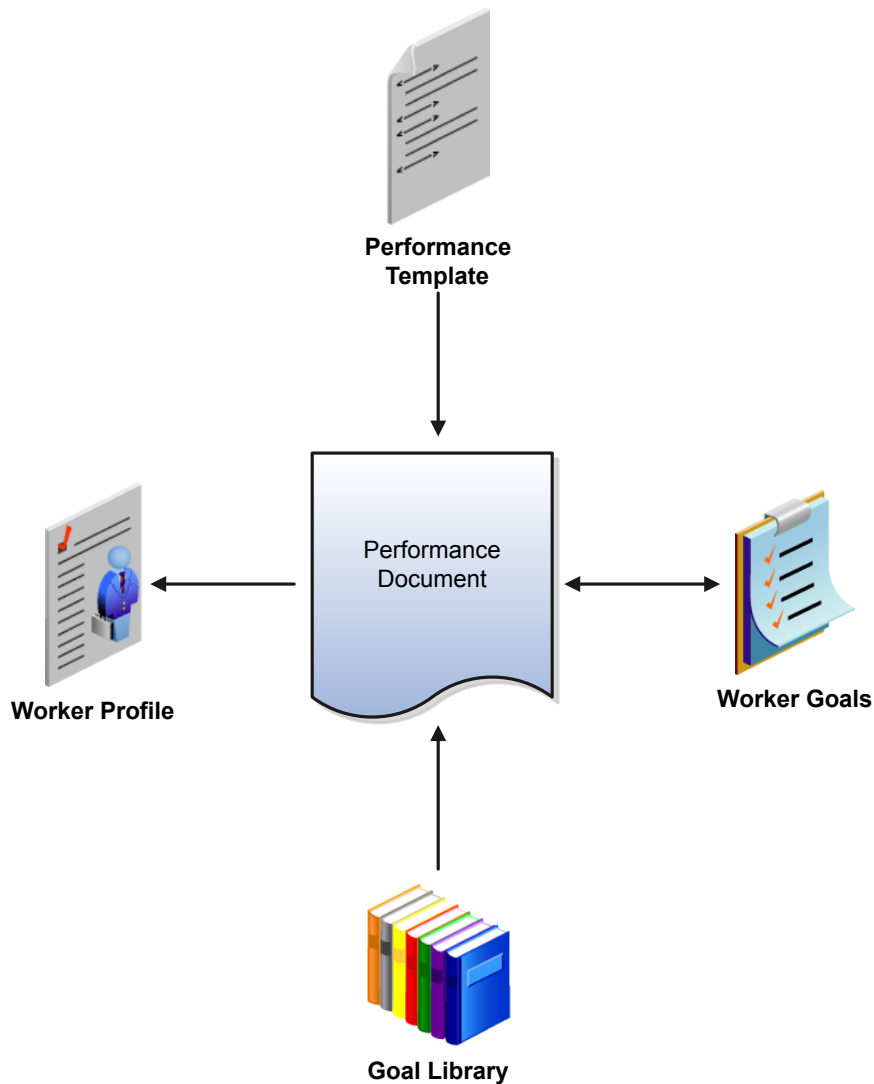 Performance
Template
Performance
Document
Worker Profile
Worker Goals
Goal Library